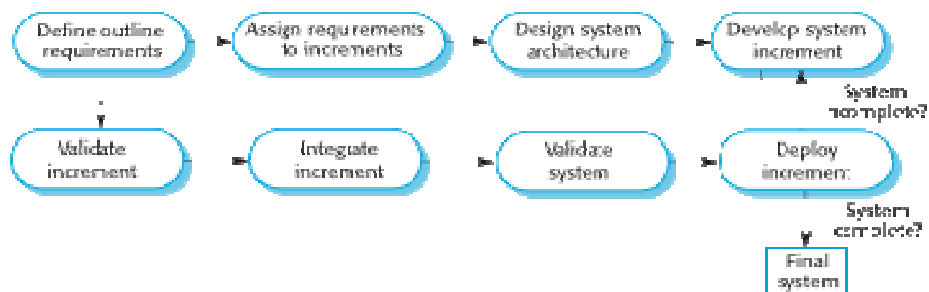 Define outline
requirements
Assign requirements
to increments
Design system
architecture
Develop system
increment
System
incomplete?
Validate
increment
Integrate
increment
Validate
system
Deploy
increment
System
complete?
Final
system